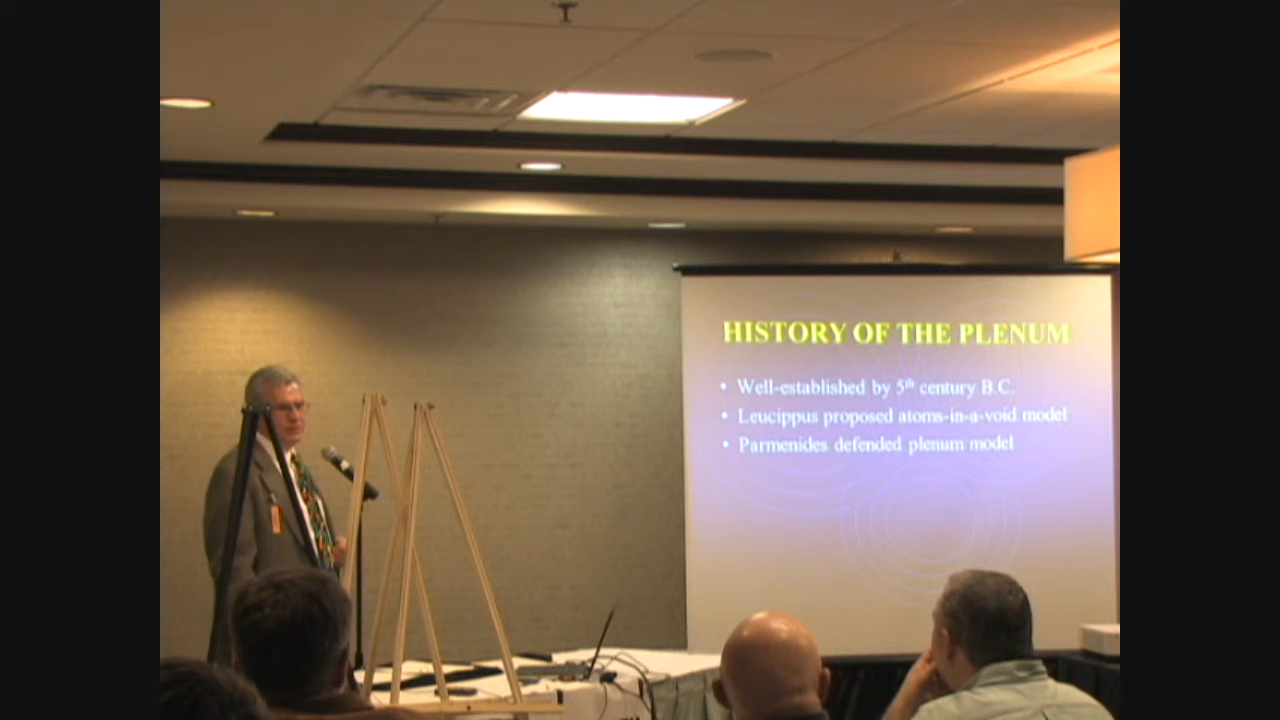 HISTORY OF THE PLENUM
• Well-established by 5th century B.C.
• Leucippus proposed atoms-in-a-void model
• Parmenides defended plenum model